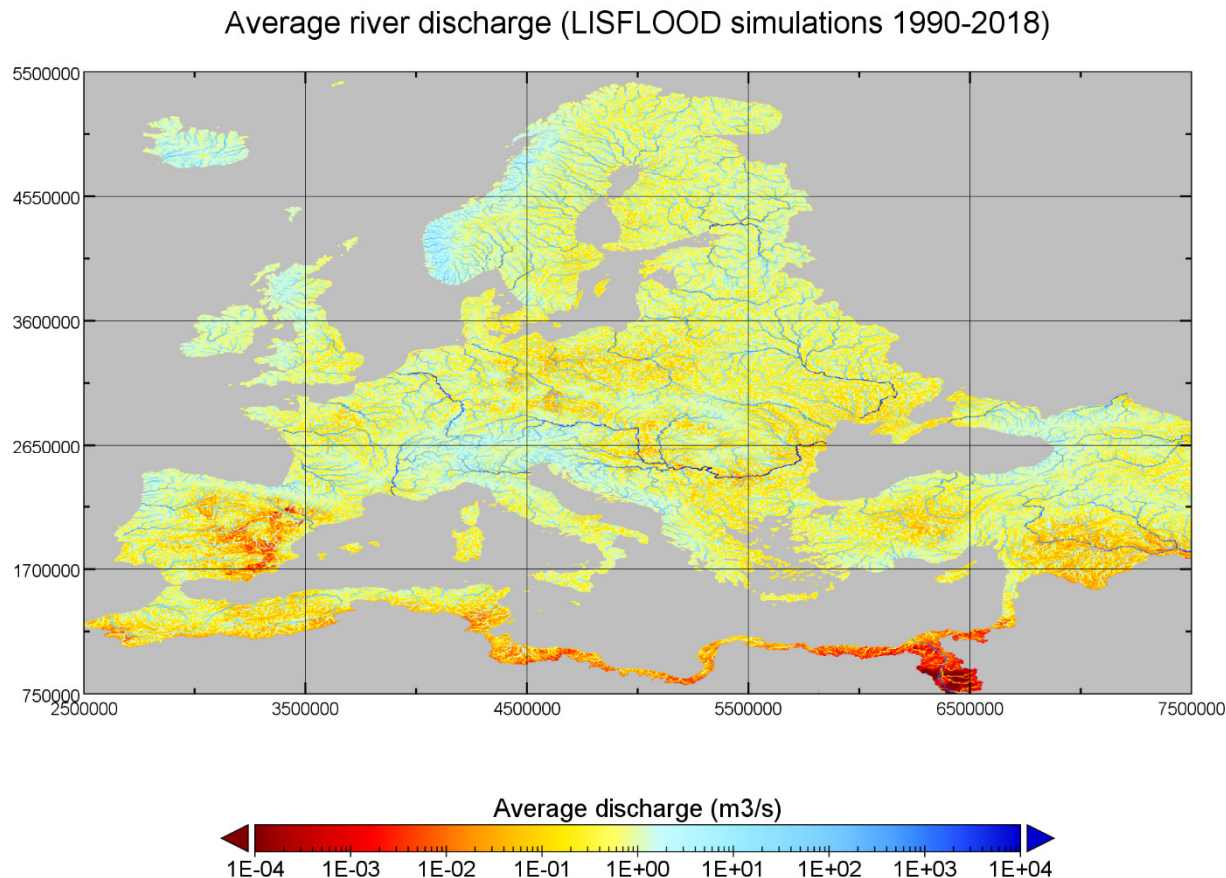 Average river discharge (LISFLOOD simulations 1990-2018)
5500000
4550000
3600000
2650000
1700000
750000
2500000 3500000 4500000 5500000 6500000 7500000
Average discharge (m3/s)
1E-04 1E-03 1E-02 1E-01 1E+00 1E+01 1E+02 1E+03 1E+04